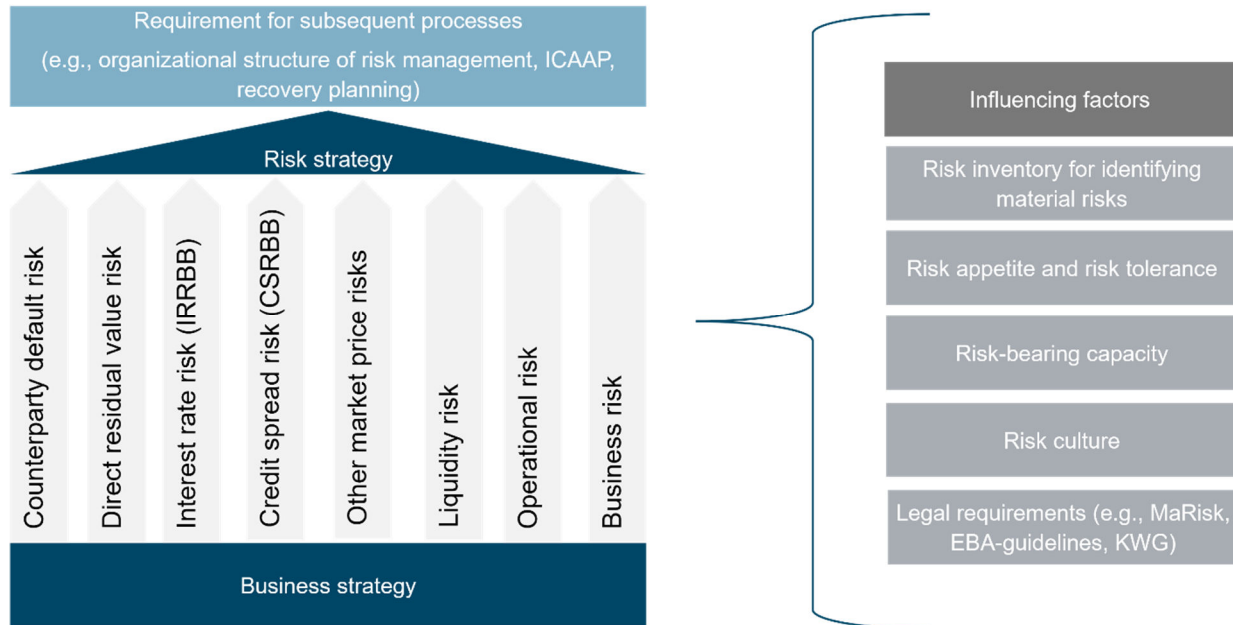 Requirement for subsequent processes
(e.g., organizational structure of risk management, ICAAP,
recovery planning)
Risk strategy
Counterparty default risk
Direct residual value risk
Interest rate risk (IRRBB)
Credit spread risk (CSRBB)
Other market price risks
Liquidity risk
Operational risk
Business risk
Business strategy
Influencing factors
Risk inventory for identifying
material risks
Risk appetite and risk tolerance
Risk-bearing capacity
Risk culture
Legal requirements (e.g., MaRisk,
EBA-guidelines, KWG)